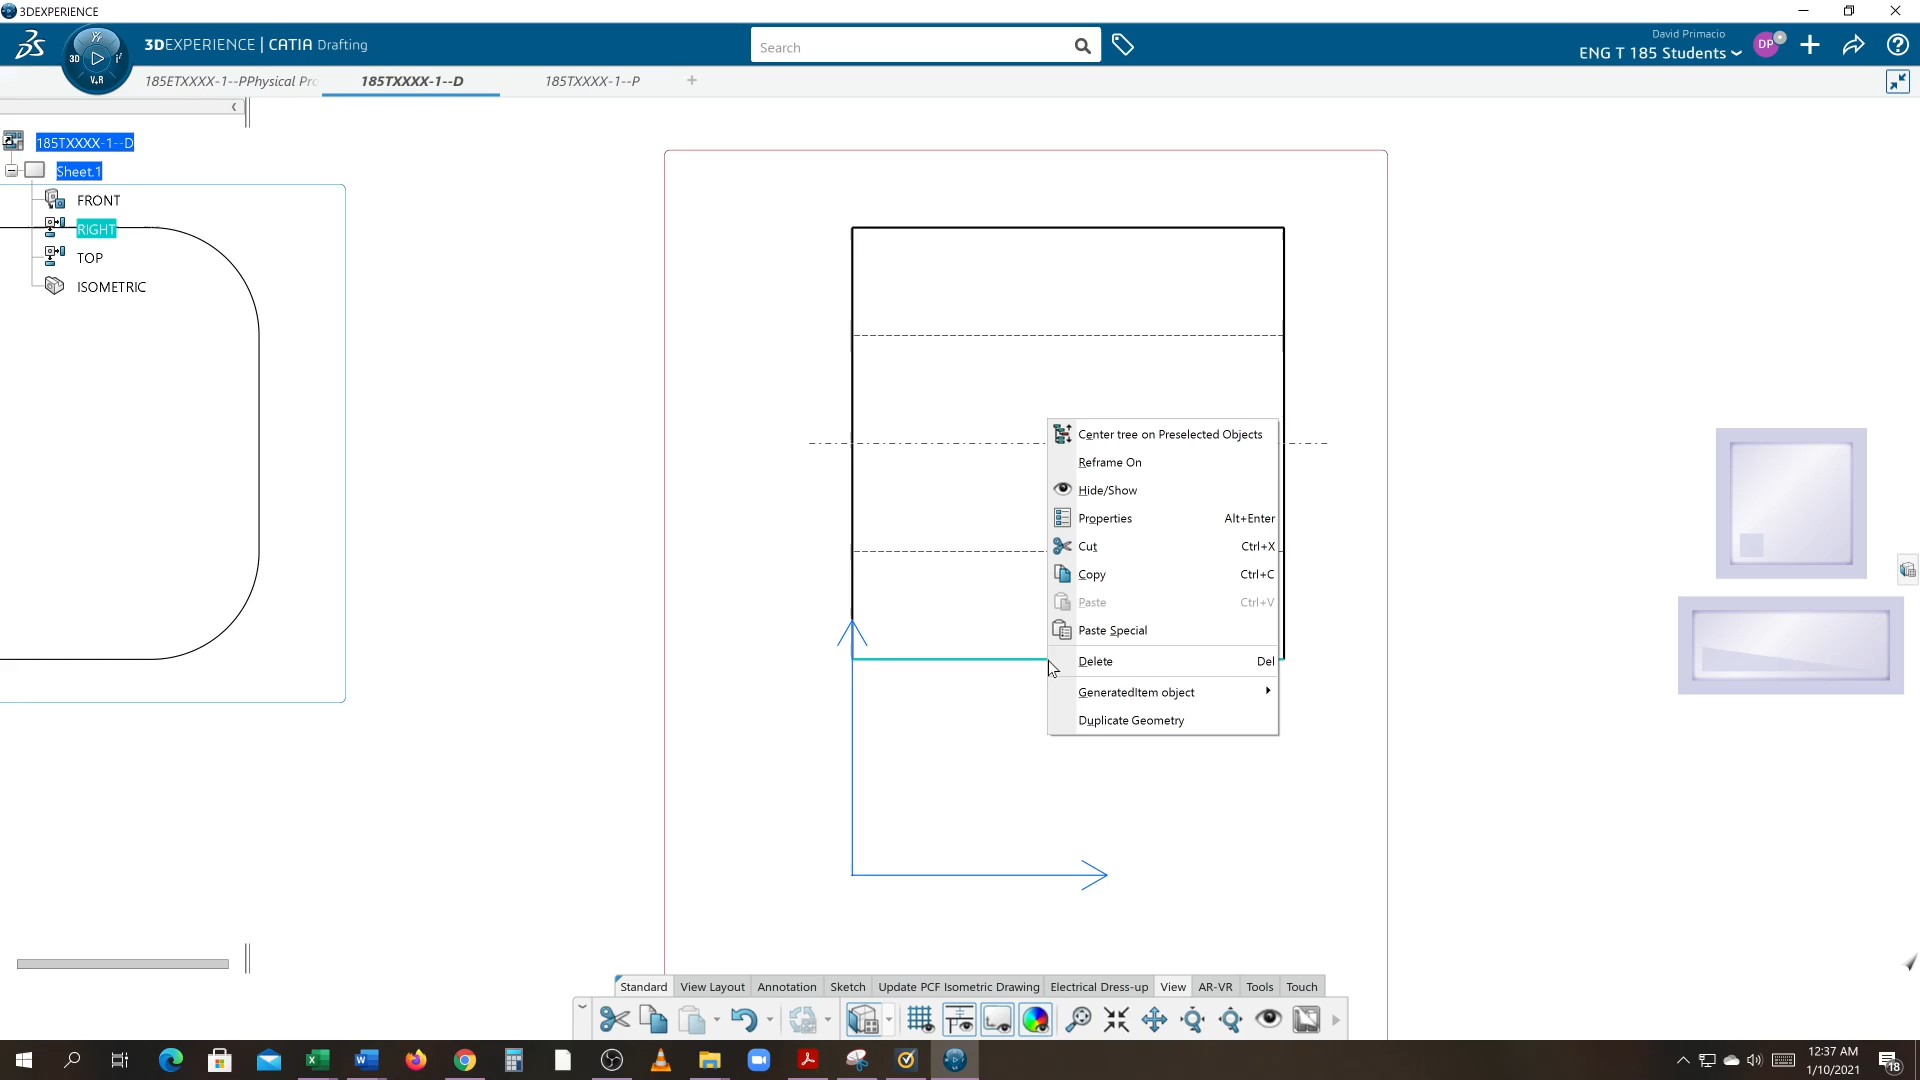 3DEXPERIENCE
3DEXPERIENCE | CATIA Drafting
3D
V+R
Search
David Primacio
ENG T 185 Students
DP
185ETXXXX-1--PPhysical Pro
185TXXXX-1--D
185TXXXX-1--P
185TXXXX-1--D
Sheet.1
FRONT
RIGHT
TOP
ISOMETRIC
Center tree on Preselected Objects
Reframe On
Hide/Show
Properties Alt+Enter
Cut Ctrl+X
Copy Ctrl+C
Paste Ctrl+V
Paste Special
Delete Del
GeneratedItem object
Duplicate Geometry
Standard View Layout Annotation Sketch Update PCF Isometric Drawing Electrical Dress-up View AR-VR Tools Touch
12:37 AM
1/10/2021
18